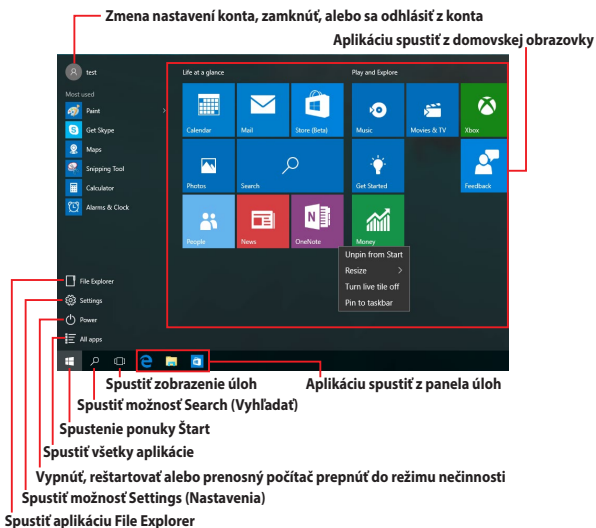 Zmena nastavení konta, zamknúť, alebo sa odhlásiť z konta
Aplikáciu spustiť z domovskej obrazovky
test
Most used
Paint
Get Skype
Maps
Snipping Tool
Calculator
Alarms & Clock
File Explorer
Settings
Power
All apps
Life at a glance
Calendar
Mail
Store (Beta)
Photos
Search
People
News
OneNote
Play and Explore
Music
Movies & TV
Xbox
Get Started
Feedback
Money
Unpin from Start
Resize
Turn live tile off
Pin to taskbar
Spustiť zobrazenie úloh
Aplikáciu spustiť z panela úloh
Spustiť možnosť Search (Vyhľadať)
Spustenie ponuky Štart
Spustiť všetky aplikácie
Vypnúť, reštartovať alebo prenosný počítač prepnúť do režimu nečinnosti
Spustiť možnosť Settings (Nastavenia)
Spustiť aplikáciu File Explorer